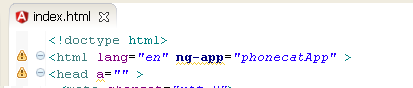 index.html
<!doctype html>
<html lang="en" ng-app="phonecatApp" >
<head a="" >